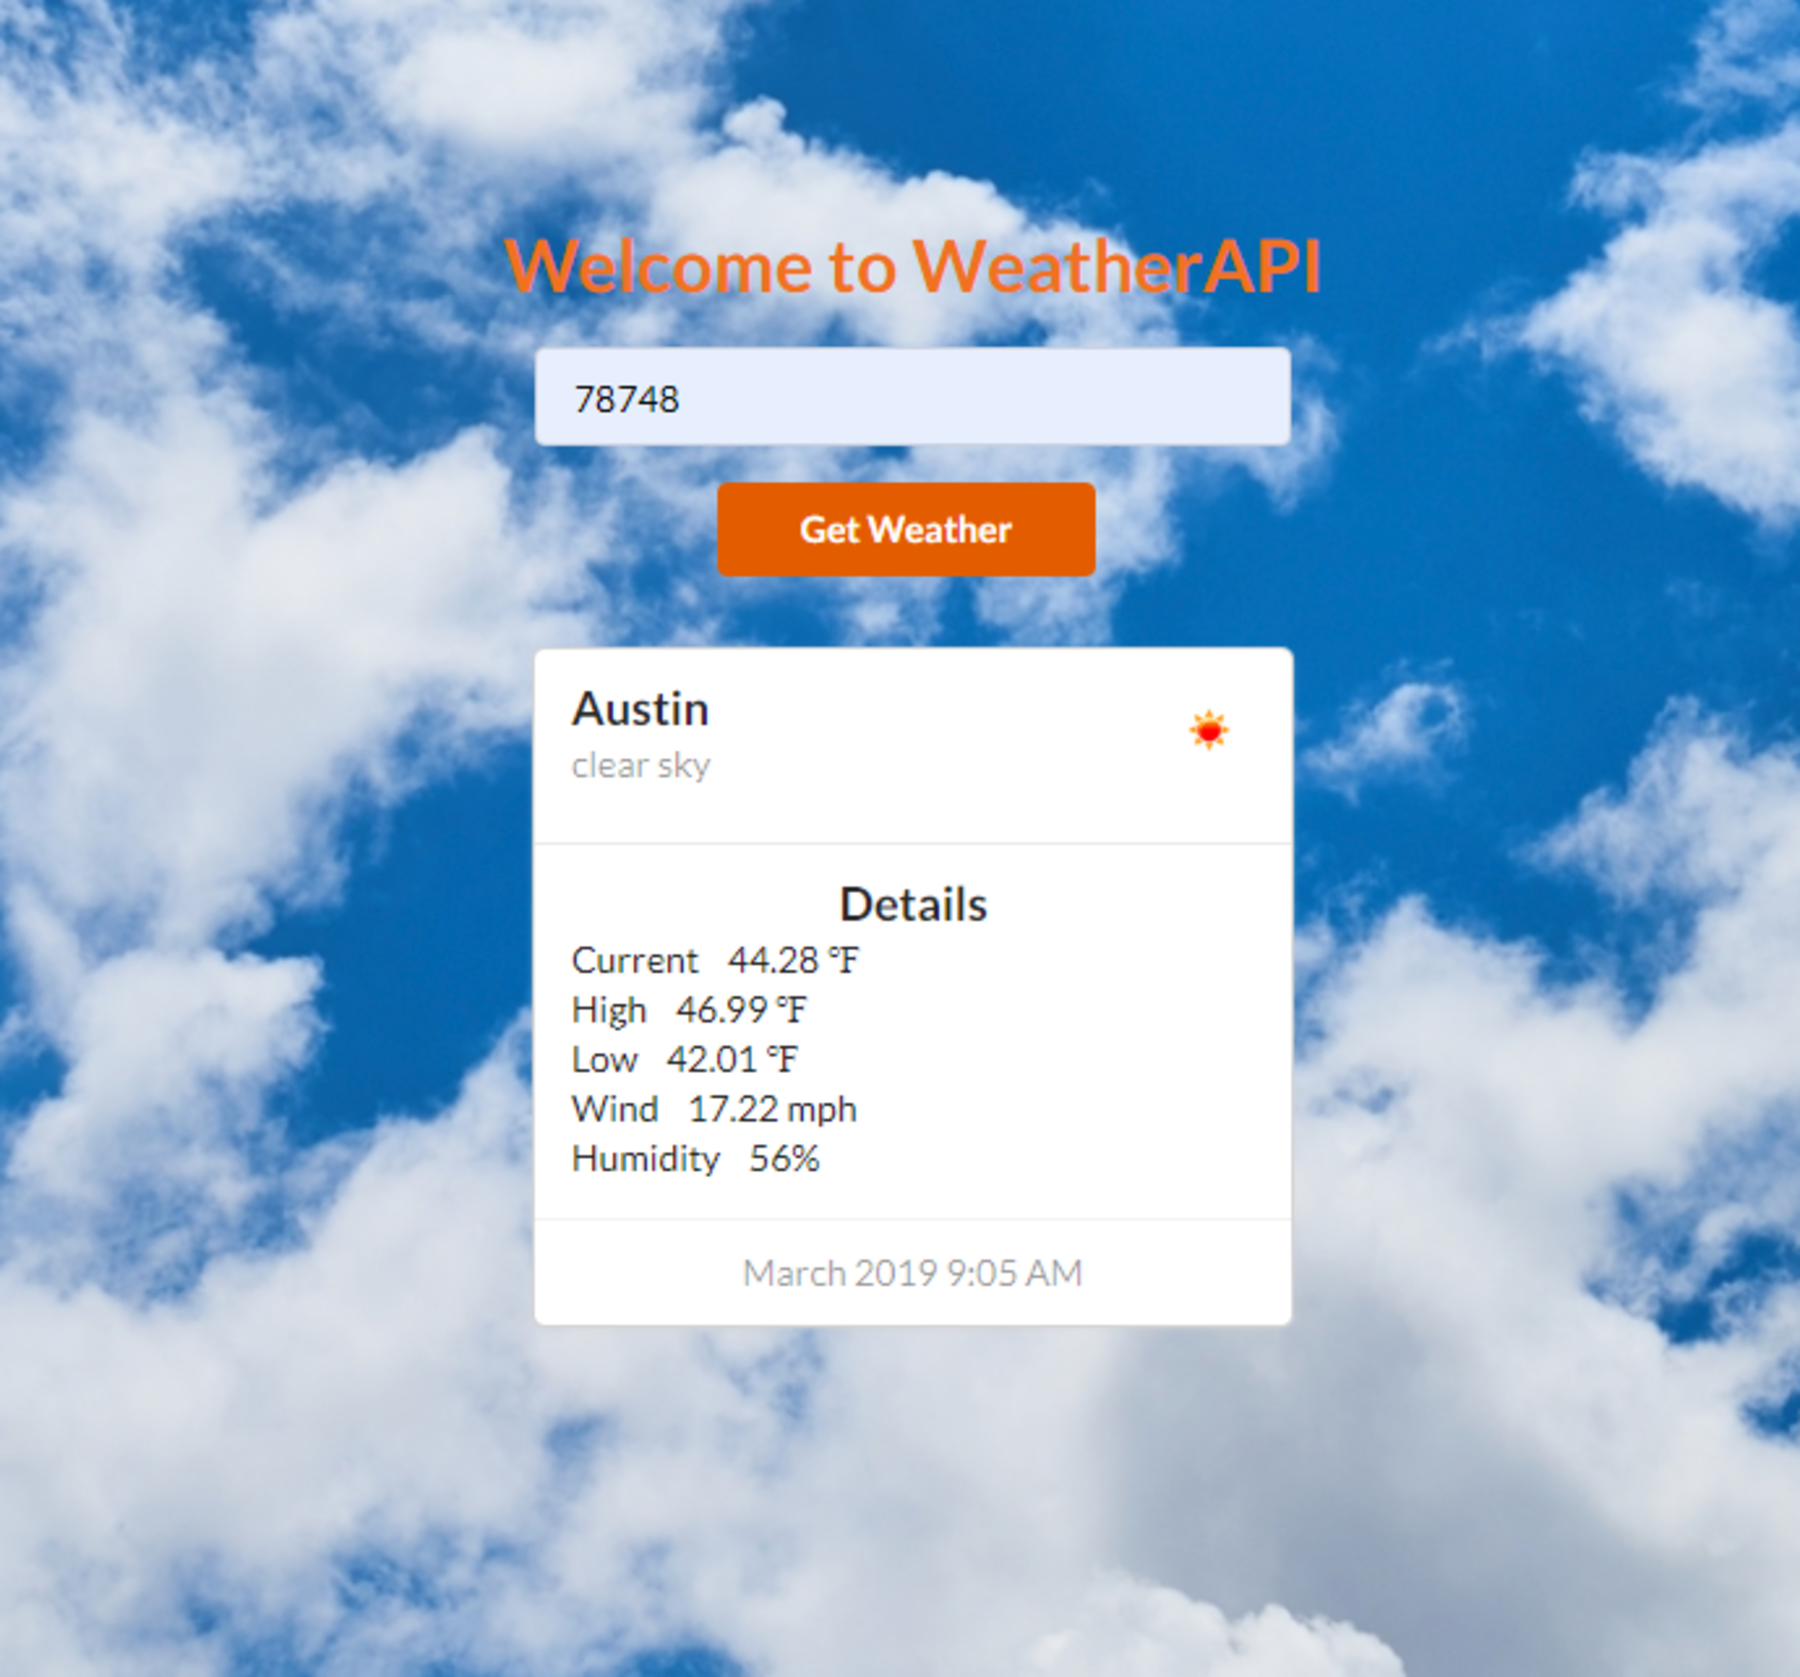 Welcome to WeatherAPI
78748
Get Weather
Austin
clear sky
Details
Current 44.28 °F
High 46.99 °F
Low 42.01 °F
Wind 17.22 mph
Humidity 56%
March 2019 9:05 AM